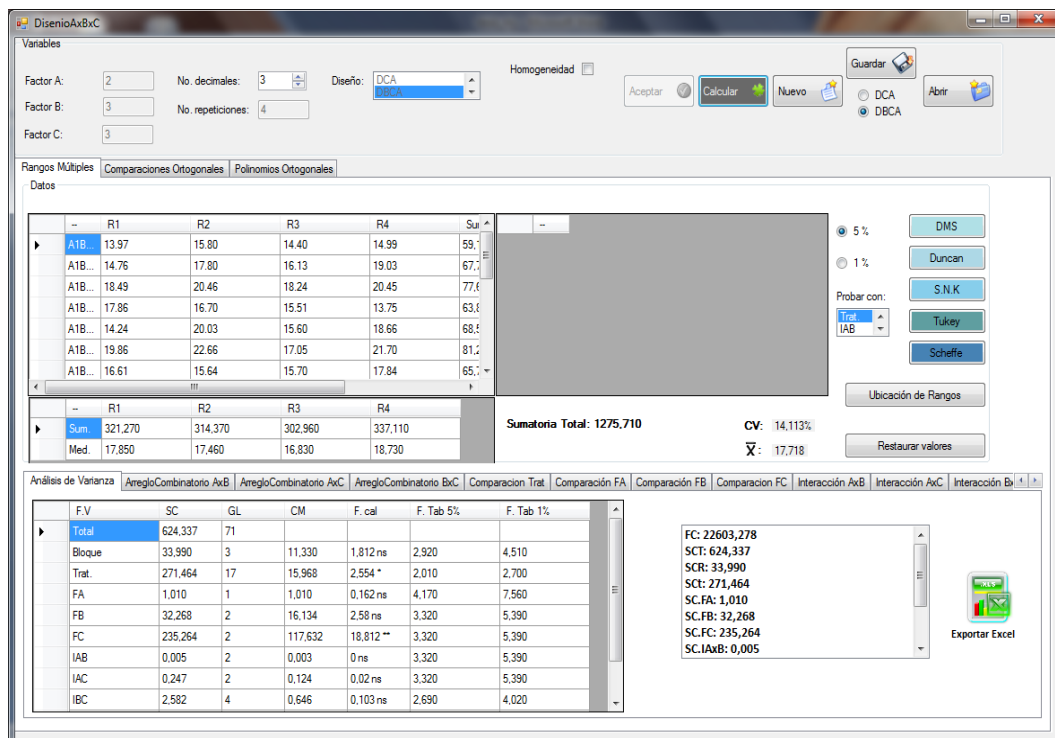 DisenioAxBxC
Variables
Factor A: 2 No. decimales: 3 Diseño: DCA DBCA Homogeneidad
Factor B: 3 No. repeticiones: 4
Factor C: 3
Aceptar Calcular Nuevo Guardar DCA DBCA Abrir
Rangos Múltiples Comparaciones Ortogonales Polinomios Ortogonales
Datos
-- R1 R2 R3 R4
A1B... 13.97 15.80 14.40 14.99 59,1
A1B... 14.76 17.80 16.13 19.03 67,7
A1B... 18.49 20.46 18.24 20.45 77,6
A1B... 17.86 16.70 15.51 13.75 63,8
A1B... 14.24 20.03 15.60 18.66 68,5
A1B... 19.86 22.66 17.05 21.70 81,2
A1B... 16.61 15.64 15.70 17.84 65,7
--
5 %
1 %
Probar con:
Trat.
IAB
DMS
Duncan
S.N.K
Tukey
Scheffe
Ubicación de Rangos
Restaurar valores
-- R1 R2 R3 R4
Sum. 321,270 314,370 302,960 337,110
Med. 17,850 17,460 16,830 18,730
Sumatoria Total: 1275,710
CV: 14,113%
X̅ : 17,718
Análisis de Varianza ArregloCombinatorio AxB ArregloCombinatorio AxC ArregloCombinatorio BxC Comparacion Trat Comparación FA Comparación FB Comparacion FC Interacción AxB Interacción AxC Interacción Bx
F.V SC GL CM F. cal F. Tab 5% F. Tab 1%
Total 624,337 71
Bloque 33,990 3 11,330 1,812 ns 2,920 4,510
Trat. 271,464 17 15,968 2,554 * 2,010 2,700
FA 1,010 1 1,010 0,162 ns 4,170 7,560
FB 32,268 2 16,134 2,58 ns 3,320 5,390
FC 235,264 2 117,632 18,812 ** 3,320 5,390
IAB 0,005 2 0,003 0 ns 3,320 5,390
IAC 0,247 2 0,124 0,02 ns 3,320 5,390
IBC 2,582 4 0,646 0,103 ns 2,690 4,020
FC: 22603,278
SCT: 624,337
SCR: 33,990
SCt: 271,464
SC.FA: 1,010
SC.FB: 32,268
SC.FC: 235,264
SC.IAxB: 0,005
Exportar Excel